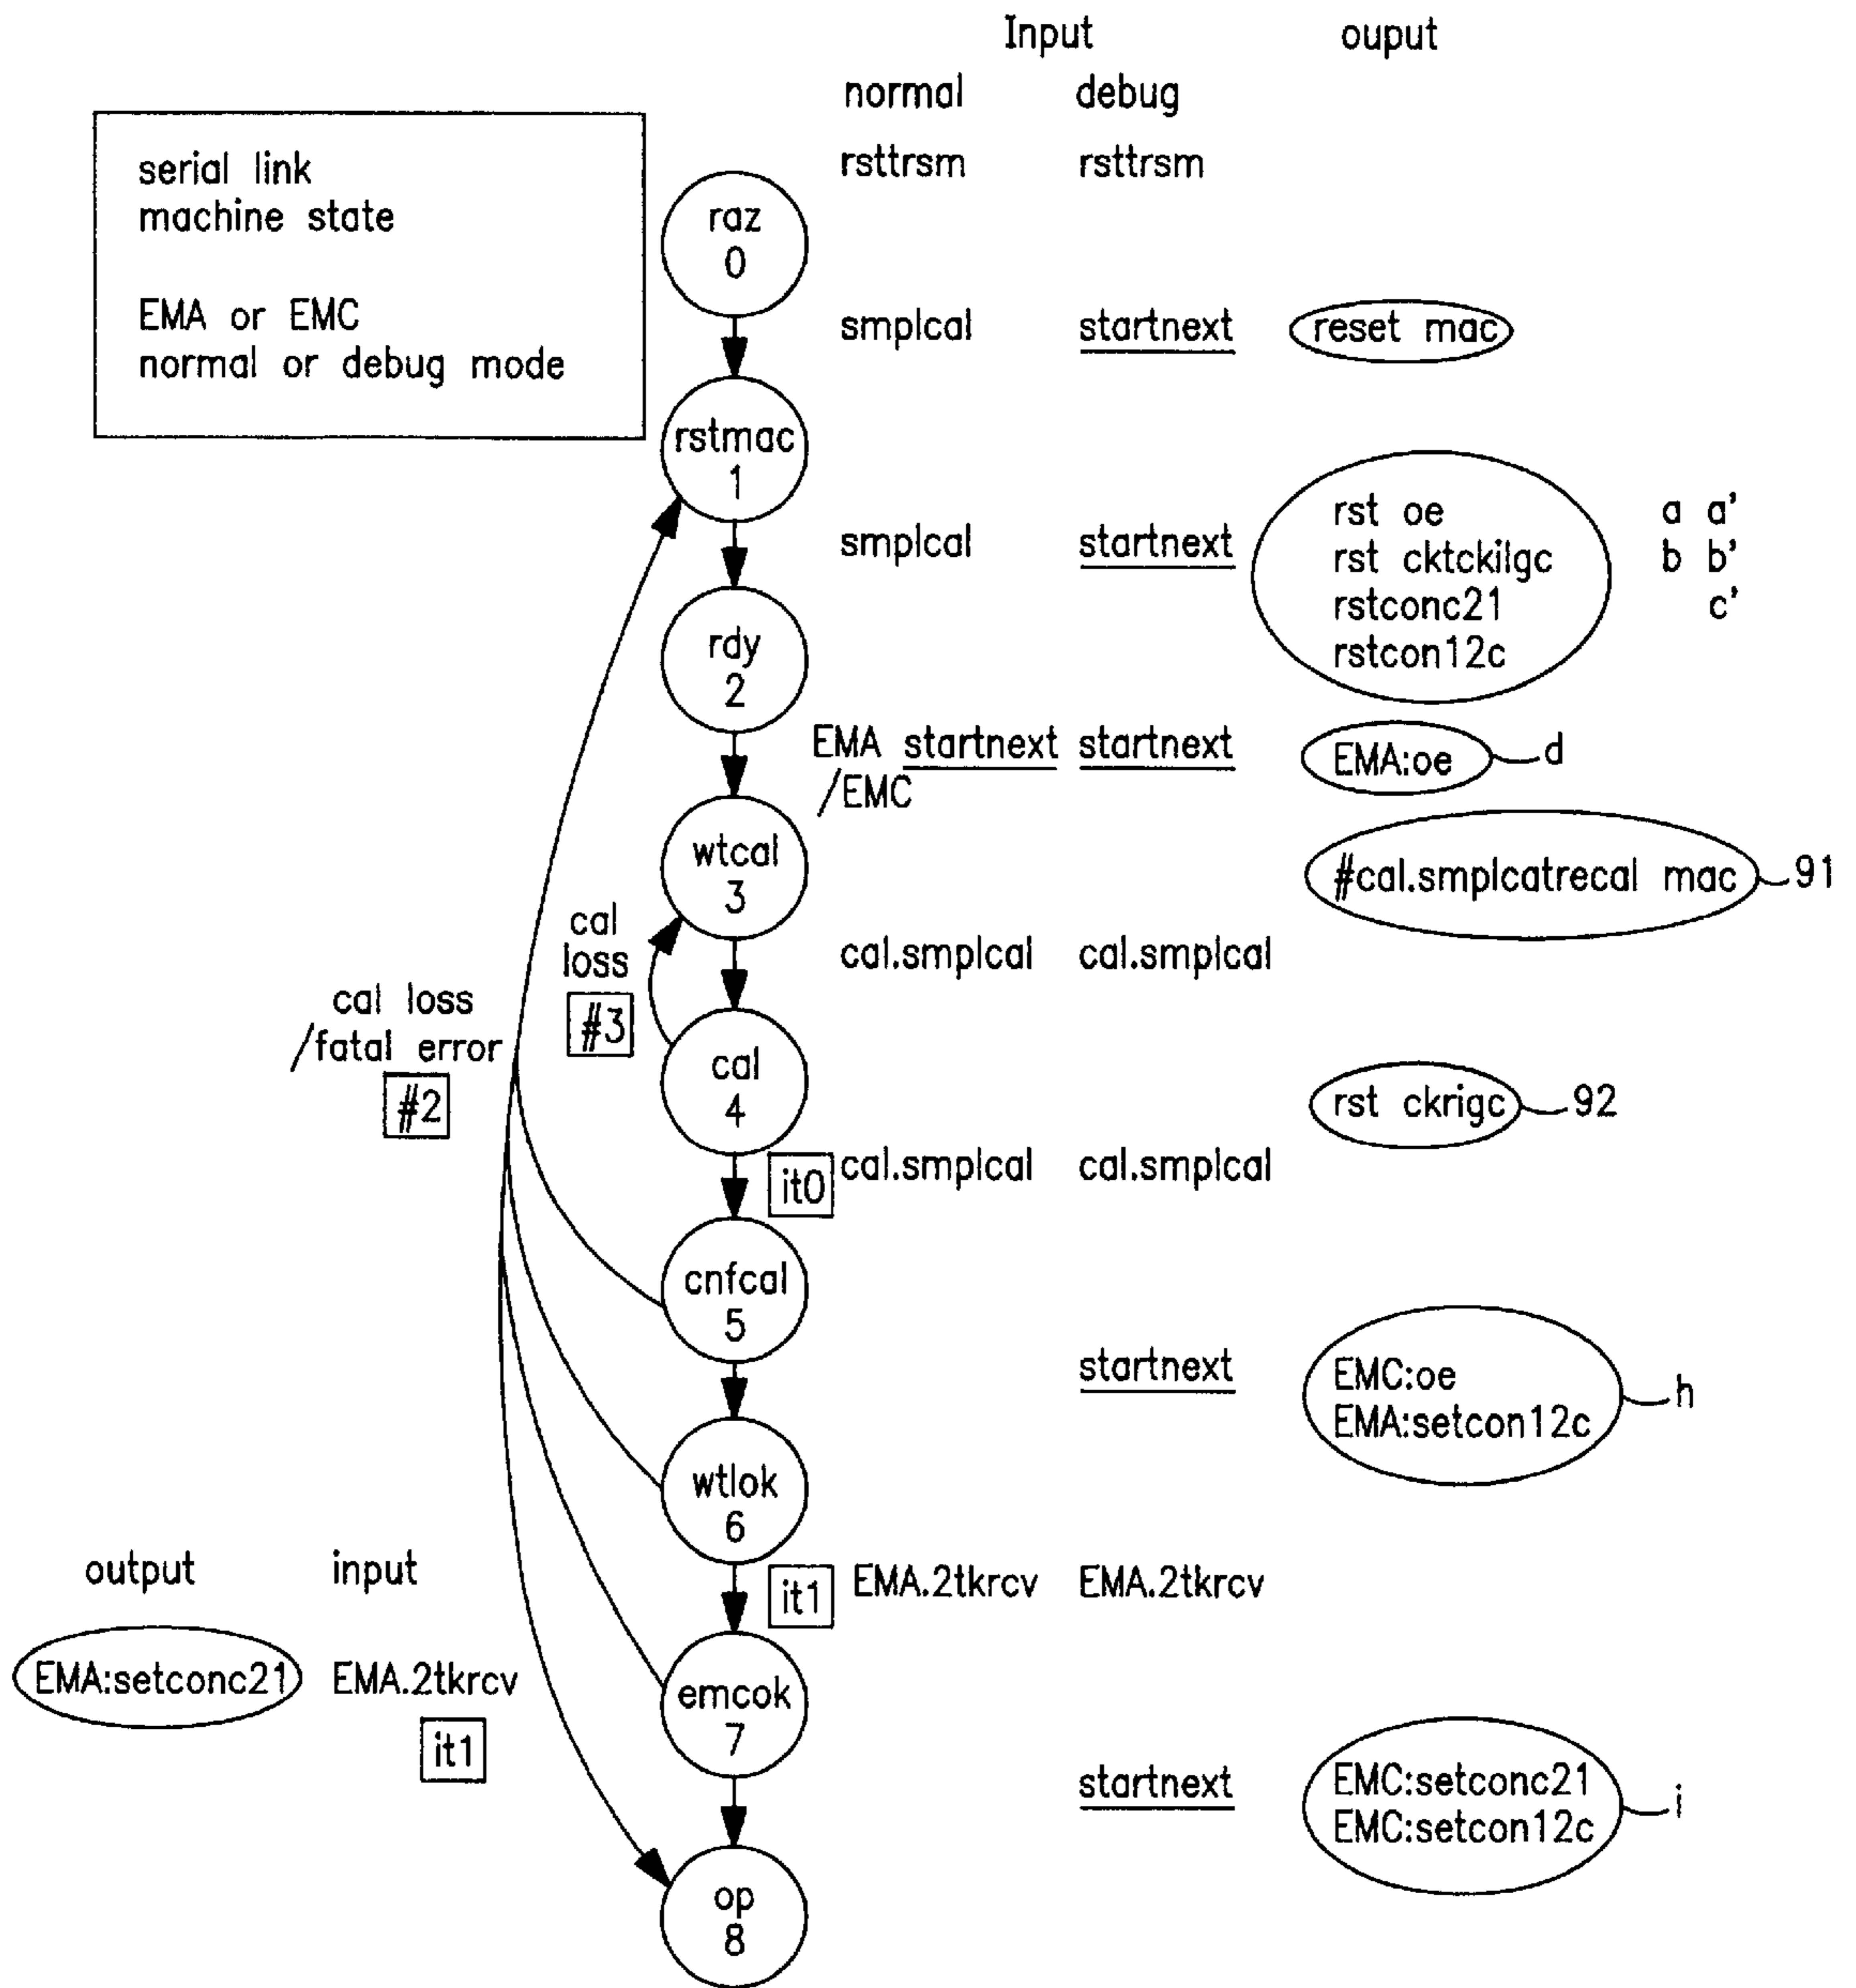 Input ouput
normal debug
rsttrsm rsttrsm
serial link
machine state
EMA or EMC
normal or debug mode
raz
0
smplcal startnext reset mac
rstmac
1
smplcal startnext
rst oe a a'
rst cktckilgc b b'
rstconc21 c'
rstcon12c
rdy
2
EMA startnext startnext
/EMC
EMA:oe d
wtcal
3
#cal.smplcatrecal mac 91
cal
loss
#3
cal.smplcal cal.smplcal
cal loss
/fatal error
#2
cal
4
rst ckrigc 92
it0 cal.smplcal cal.smplcal
cnfcal
5
startnext
EMC:oe
EMA:setcon12c
h
wtlok
6
output input
it1 EMA.2tkrcv EMA.2tkrcv
EMA:setconc21 EMA.2tkrcv
it1
emcok
7
startnext
EMC:setconc21
EMC:setcon12c
i
op
8